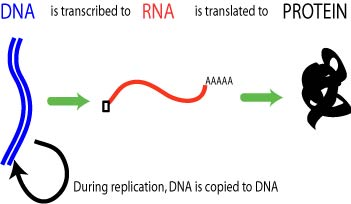 DNA is transcribed to RNA is translated to PROTEIN
AAAAA
During replication, DNA is copied to DNA